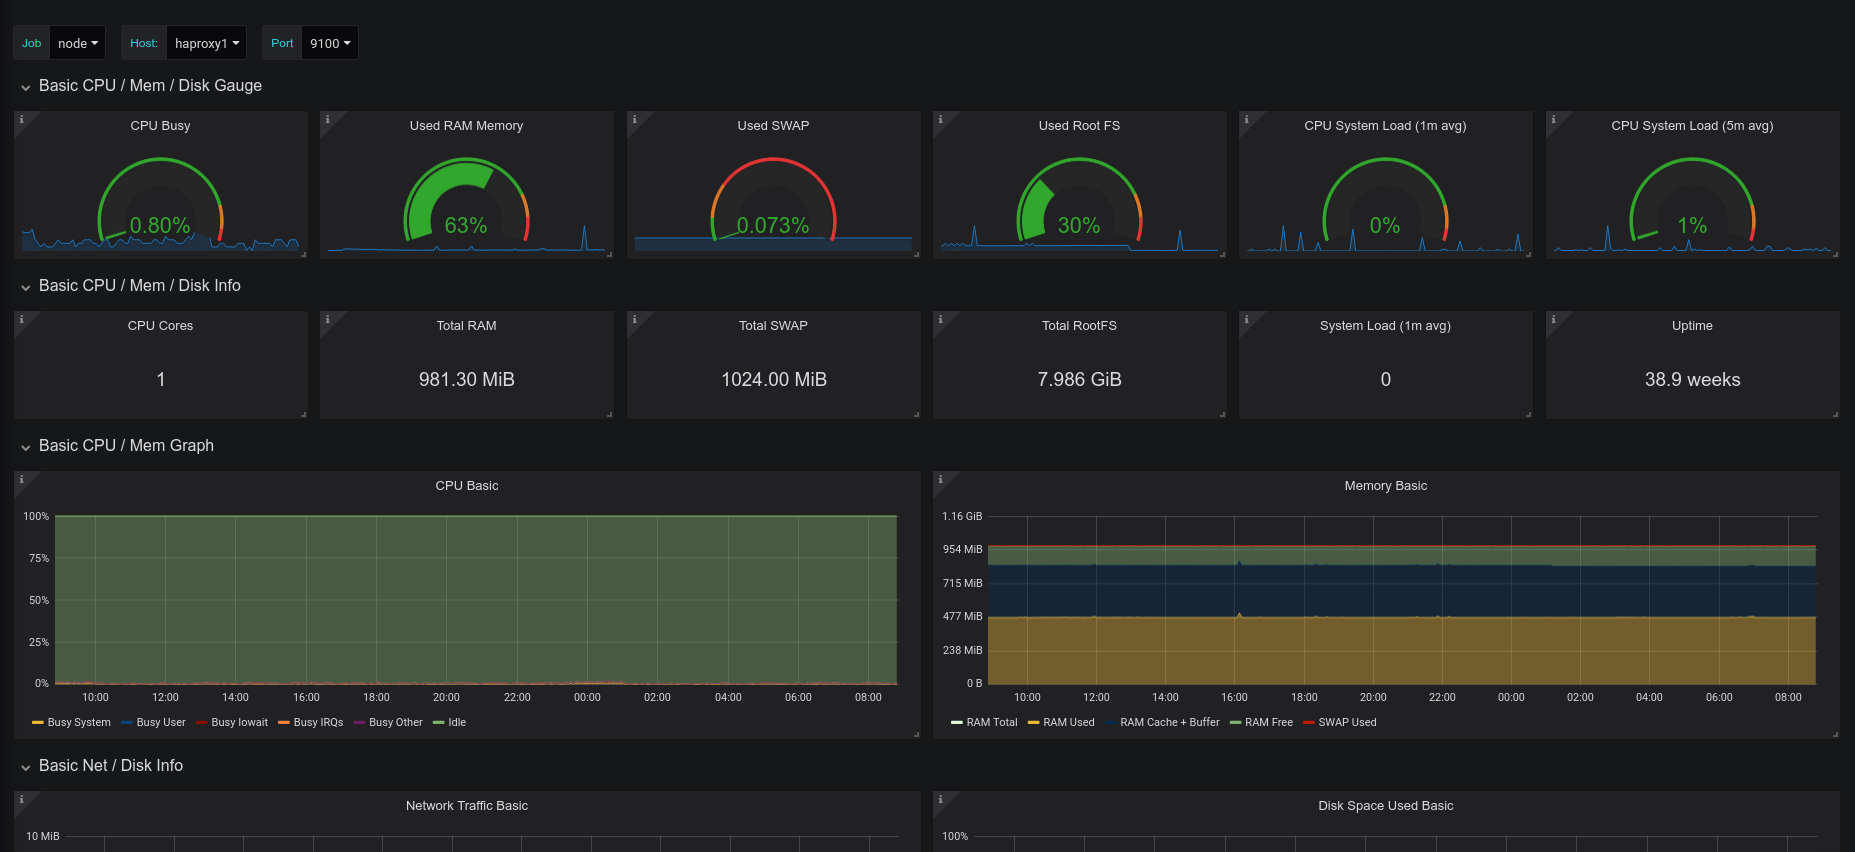 Job node Host: haproxy1 Port 9100
Basic CPU / Mem / Disk Gauge
CPU Busy
0.80%
Used RAM Memory
63%
Used SWAP
0.073%
Used Root FS
30%
CPU System Load (1m avg)
0%
CPU System Load (5m avg)
1%
Basic CPU / Mem / Disk Info
CPU Cores
1
Total RAM
981.30 MiB
Total SWAP
1024.00 MiB
Total RootFS
7.986 GiB
System Load (1m avg)
0
Uptime
38.9 weeks
Basic CPU / Mem Graph
CPU Basic
100%
75%
50%
25%
0%
10:00 12:00 14:00 16:00 18:00 20:00 22:00 00:00 02:00 04:00 06:00 08:00
Busy System Busy User Busy Iowait Busy IRQs Busy Other Idle
Memory Basic
1.16 GiB
954 MiB
715 MiB
477 MiB
238 MiB
0 B
10:00 12:00 14:00 16:00 18:00 20:00 22:00 00:00 02:00 04:00 06:00 08:00
RAM Total RAM Used RAM Cache + Buffer RAM Free SWAP Used
Basic Net / Disk Info
Network Traffic Basic
10 MiB
Disk Space Used Basic
100%